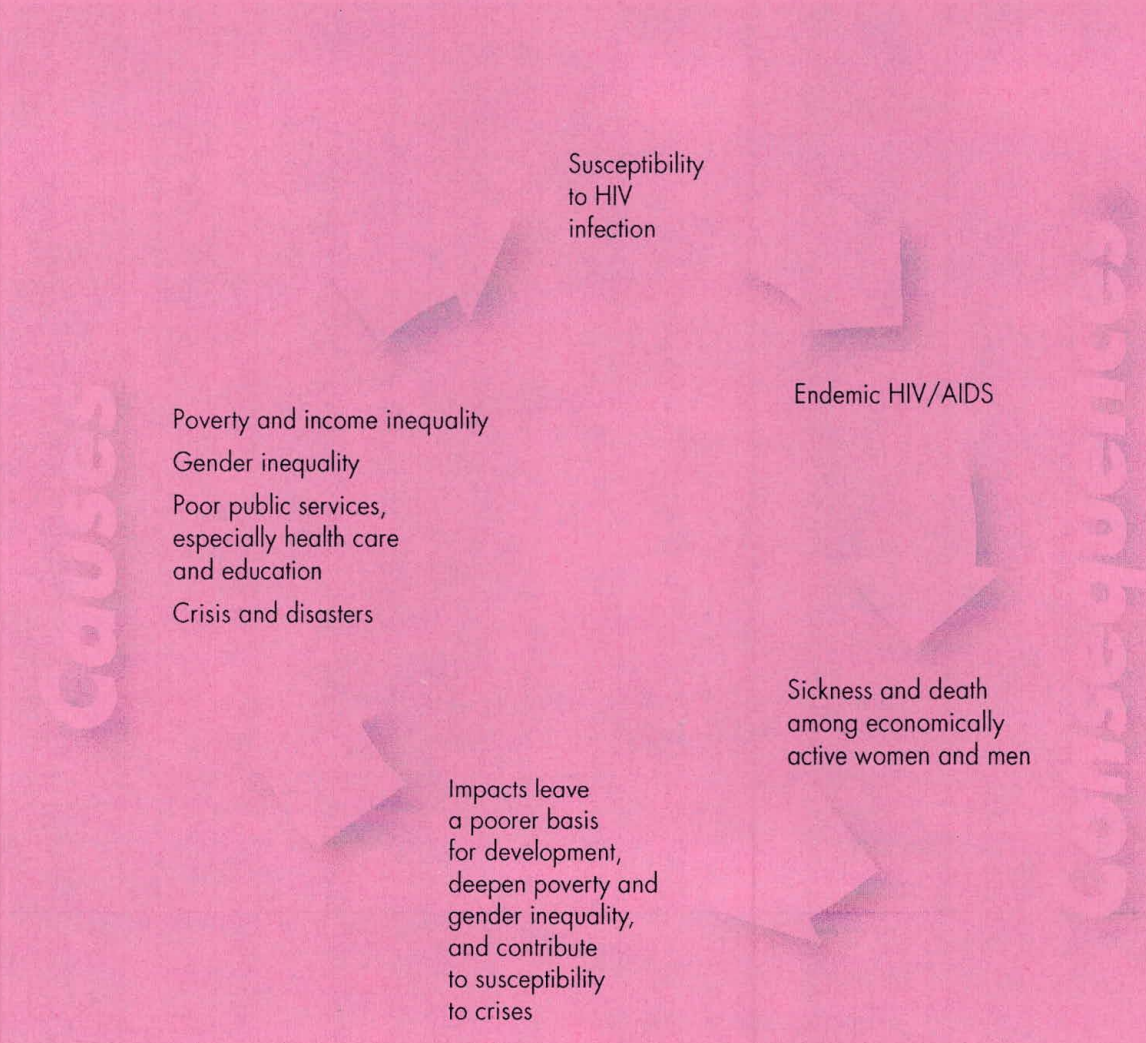 Susceptibility
to HIV
infection
Endemic HIV/AIDS
Causes
Poverty and income inequality
Gender inequality
Poor public services,
especially health care
and education
Crisis and disasters
Consequences
Sickness and death
among economically
active women and men
Impacts leave
a poorer basis
for development,
deepen poverty and
gender inequality,
and contribute
to susceptibility
to crises